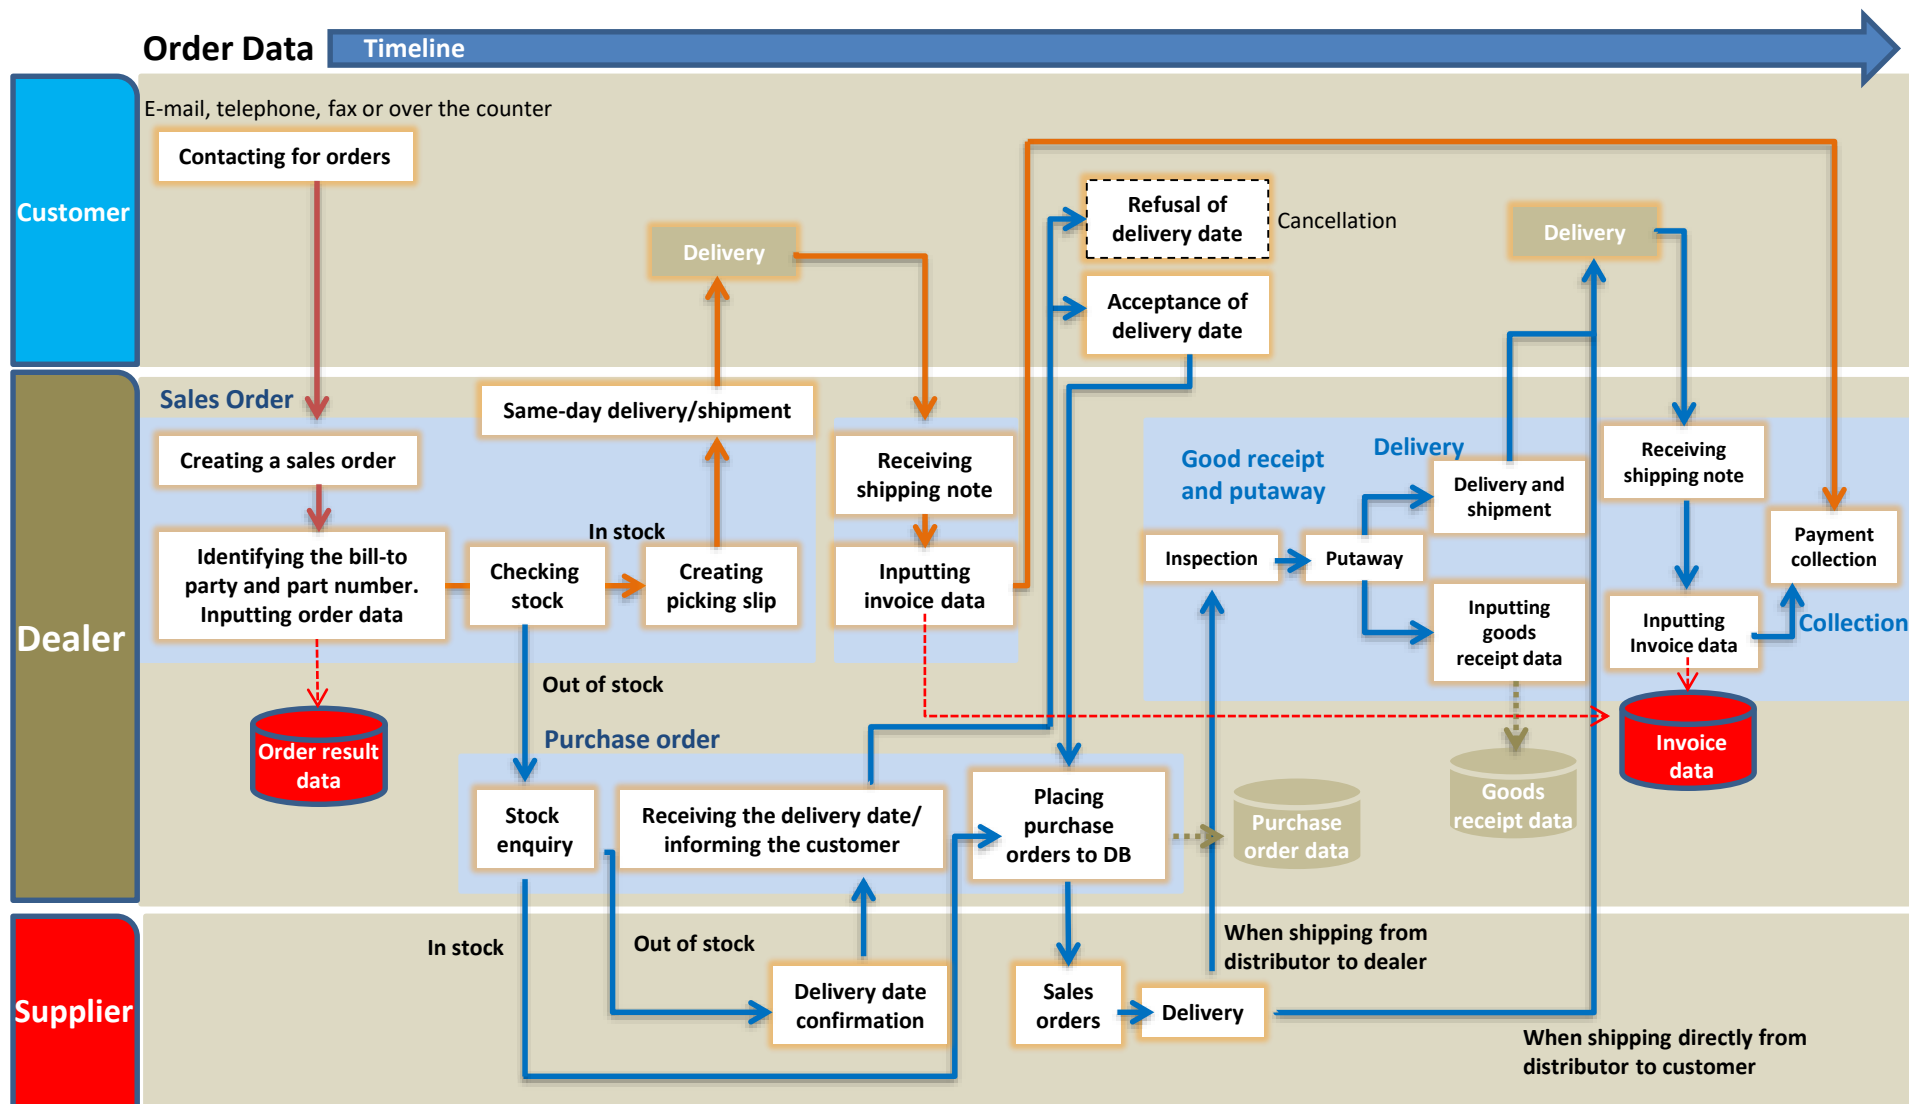 Order Data
Timeline
Customer
E-mail, telephone, fax or over the counter
Contacting for orders
Delivery
Refusal of
delivery date
Cancellation
Acceptance of
delivery date
Delivery
Dealer
Sales Order
Creating a sales order
Identifying the bill-to
party and part number.
Inputting order data
Checking
stock
In stock
Creating
picking slip
Same-day delivery/shipment
Receiving
shipping note
Inputting
invoice data
Out of stock
Order result
data
Purchase order
Stock
enquiry
Receiving the delivery date/
informing the customer
Placing
purchase
orders to DB
Purchase
order data
Good receipt
and putaway
Delivery
Inspection
Putaway
Delivery and
shipment
Inputting
goods
receipt data
Goods
receipt data
Receiving
shipping note
Inputting
Invoice data
Payment
collection
Collection
Invoice
data
Supplier
In stock
Out of stock
Delivery date
confirmation
Sales
orders
Delivery
When shipping from
distributor to dealer
When shipping directly from
distributor to customer